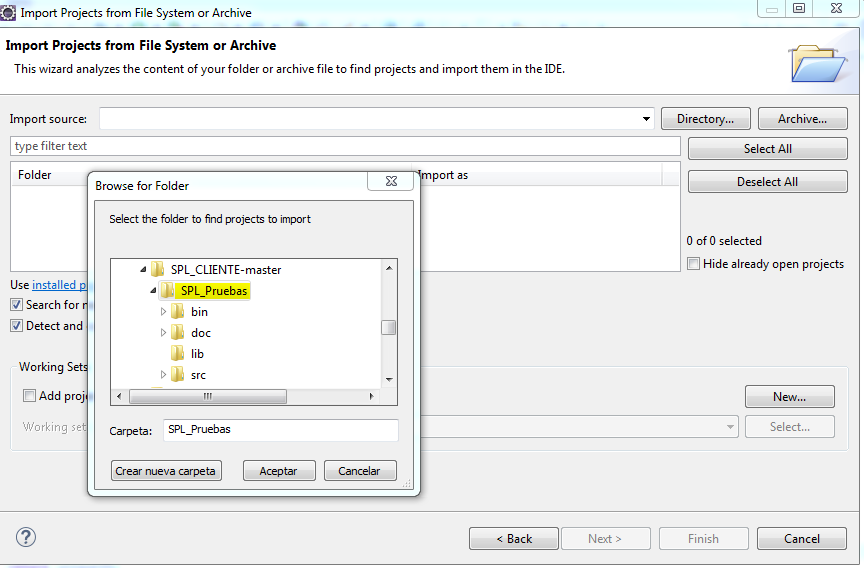 Import Projects from File System or Archive
Import Projects from File System or Archive
This wizard analyzes the content of your folder or archive file to find projects and import them in the IDE.
Import source:
Directory...
Archive...
type filter text
Select All
Folder
Import as
Deselect All
0 of 0 selected
Hide already open projects
Use installed
Search for
Detect and
Working Sets
Add
Working
New...
Select...
Browse for Folder
Select the folder to find projects to import
SPL_CLIENTE-master
SPL_Pruebas
bin
doc
lib
src
Carpeta: SPL_Pruebas
Crear nueva carpeta
Aceptar
Cancelar
< Back
Next >
Finish
Cancel